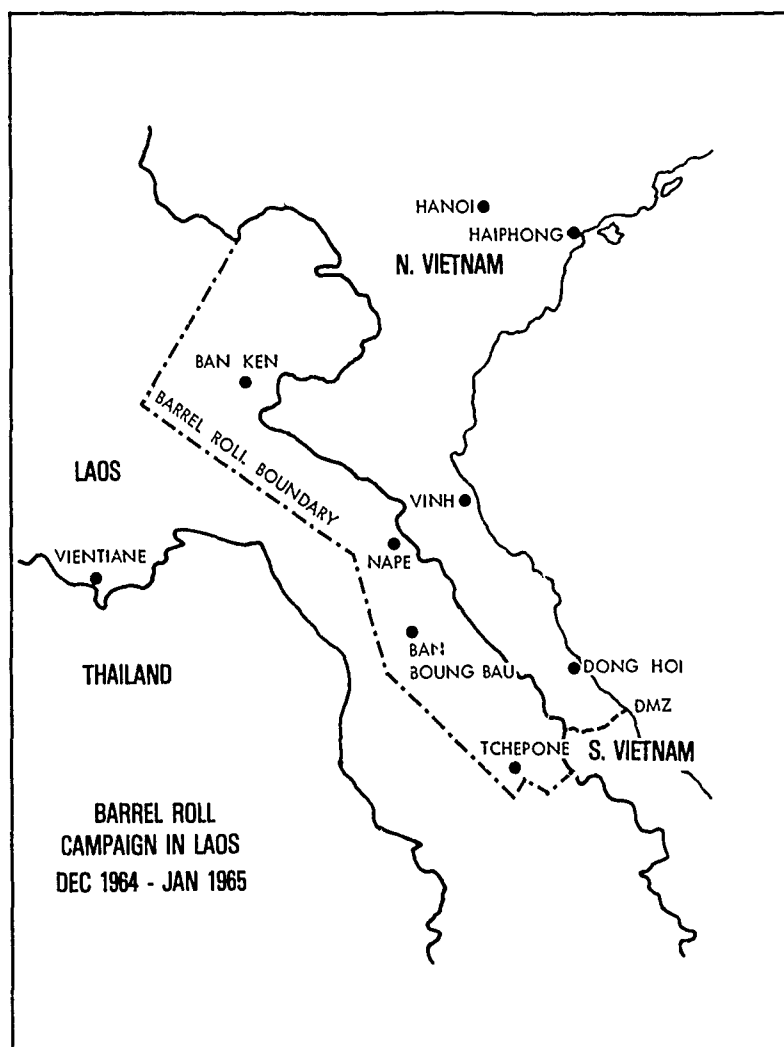 HANOI
HAIPHONG
N. VIETNAM
BAN KEN
BARREL ROLL BOUNDARY
LAOS
VINH
VIENTIANE
NAPE
BAN
BOUNG BAU
THAILAND
DONG HOI
DMZ
TCHEPONE
S. VIETNAM
BARREL ROLL
CAMPAIGN IN LAOS
DEC 1964 - JAN 1965